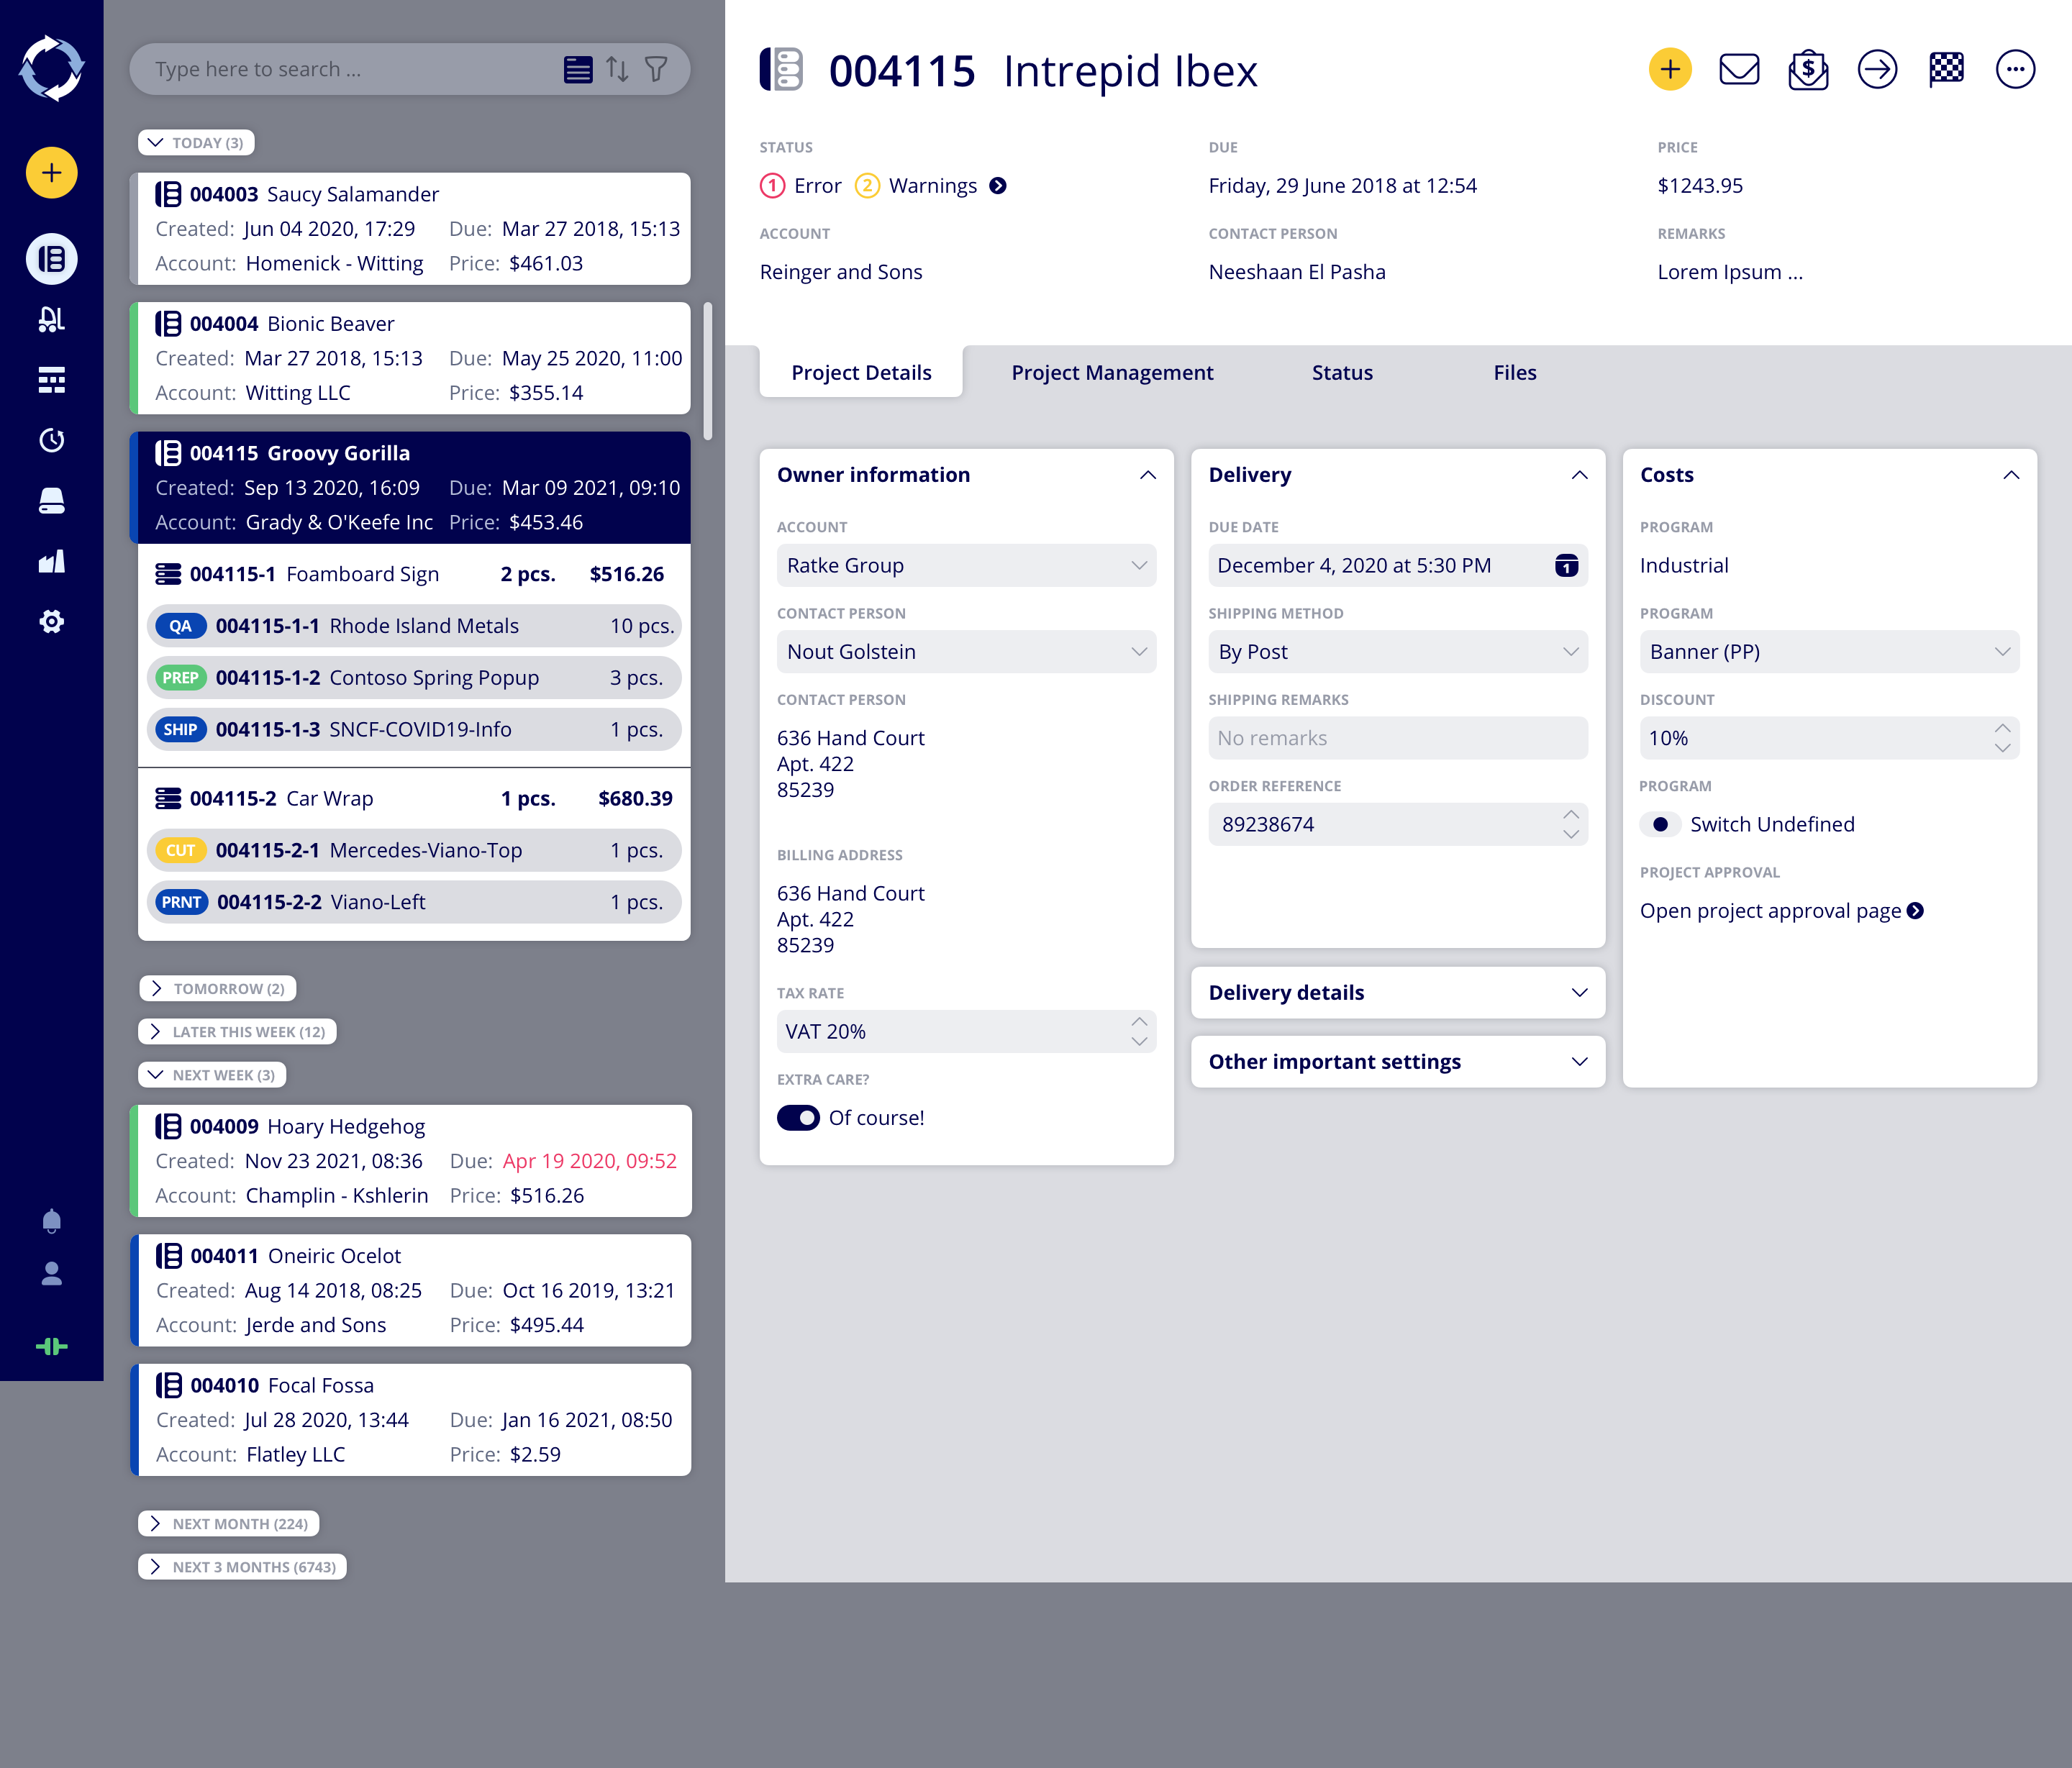 Type here to search ...
TODAY (3)
004003 Saucy Salamander
Created: Jun 04 2020, 17:29 Due: Mar 27 2018, 15:13
Account: Homenick - Witting Price: $461.03
004004 Bionic Beaver
Created: Mar 27 2018, 15:13 Due: May 25 2020, 11:00
Account: Witting LLC Price: $355.14
004115 Groovy Gorilla
Created: Sep 13 2020, 16:09 Due: Mar 09 2021, 09:10
Account: Grady & O'Keefe Inc Price: $453.46
004115-1 Foamboard Sign 2 pcs. $516.26
QA 004115-1-1 Rhode Island Metals 10 pcs.
PREP 004115-1-2 Contoso Spring Popup 3 pcs.
SHIP 004115-1-3 SNCF-COVID19-Info 1 pcs.
004115-2 Car Wrap 1 pcs. $680.39
CUT 004115-2-1 Mercedes-Viano-Top 1 pcs.
PRNT 004115-2-2 Viano-Left 1 pcs.
TOMORROW (2)
LATER THIS WEEK (12)
NEXT WEEK (3)
004009 Hoary Hedgehog
Created: Nov 23 2021, 08:36 Due: Apr 19 2020, 09:52
Account: Champlin - Kshlerin Price: $516.26
004011 Oneiric Ocelot
Created: Aug 14 2018, 08:25 Due: Oct 16 2019, 13:21
Account: Jerde and Sons Price: $495.44
004010 Focal Fossa
Created: Jul 28 2020, 13:44 Due: Jan 16 2021, 08:50
Account: Flatley LLC Price: $2.59
NEXT MONTH (224)
NEXT 3 MONTHS (6743)
004115 Intrepid Ibex
$
STATUS DUE PRICE
1 Error 2 Warnings Friday, 29 June 2018 at 12:54 $1243.95
ACCOUNT CONTACT PERSON REMARKS
Reinger and Sons Neeshaan El Pasha Lorem Ipsum ...
Project Details Project Management Status Files
Owner information
ACCOUNT
Ratke Group
CONTACT PERSON
Nout Golstein
CONTACT PERSON
636 Hand Court
Apt. 422
85239
BILLING ADDRESS
636 Hand Court
Apt. 422
85239
TAX RATE
VAT 20%
EXTRA CARE?
Of course!
Delivery
DUE DATE
December 4, 2020 at 5:30 PM 1
SHIPPING METHOD
By Post
SHIPPING REMARKS
No remarks
ORDER REFERENCE
89238674
Delivery details
Other important settings
Costs
PROGRAM
Industrial
PROGRAM
Banner (PP)
DISCOUNT
10%
PROGRAM
Switch Undefined
PROJECT APPROVAL
Open project approval page